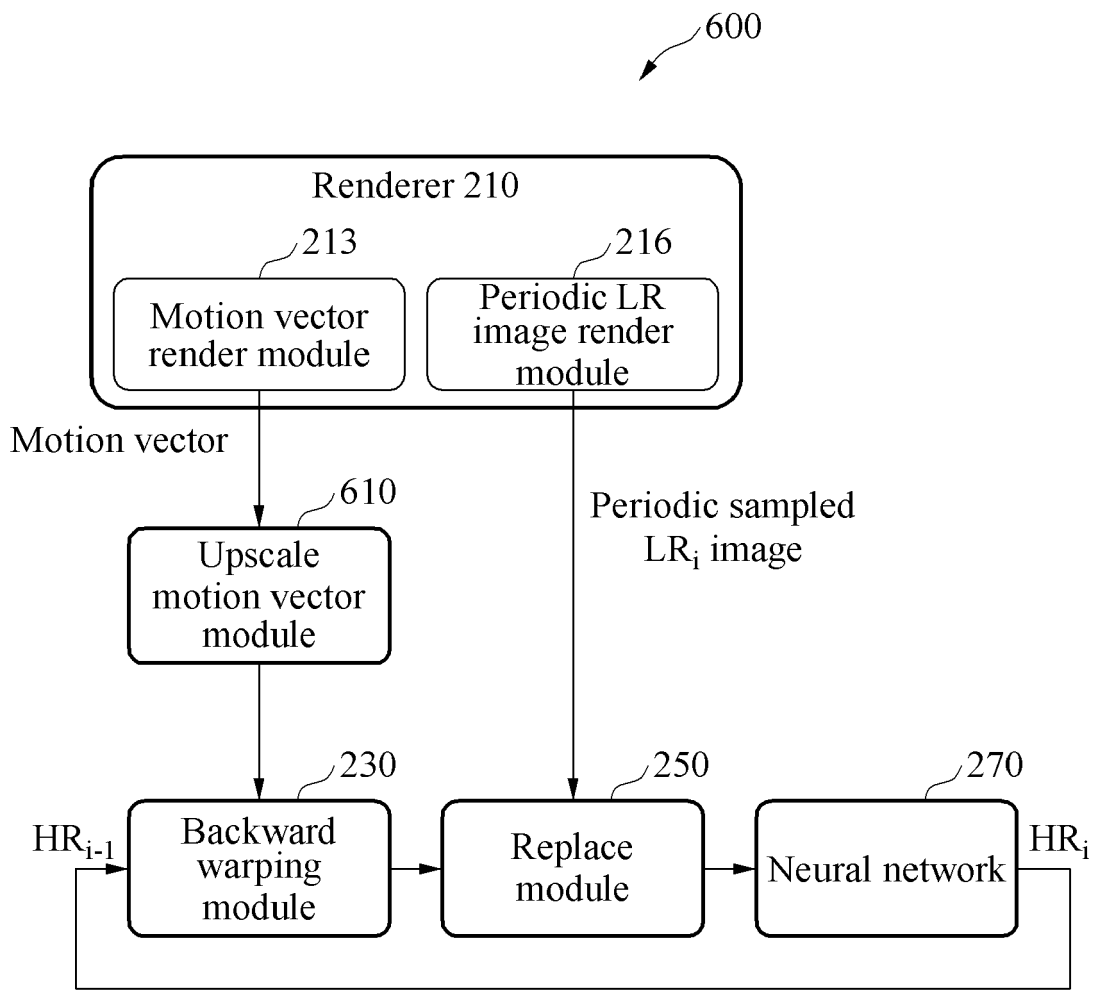 600
Renderer 210
213
216
Motion vector
render module
Periodic LR
image render
module
Motion vector
610
Periodic sampled
LRi image
Upscale
motion vector
module
230
250
270
HRi-1
Backward
warping
module
Replace
module
Neural network
HRi